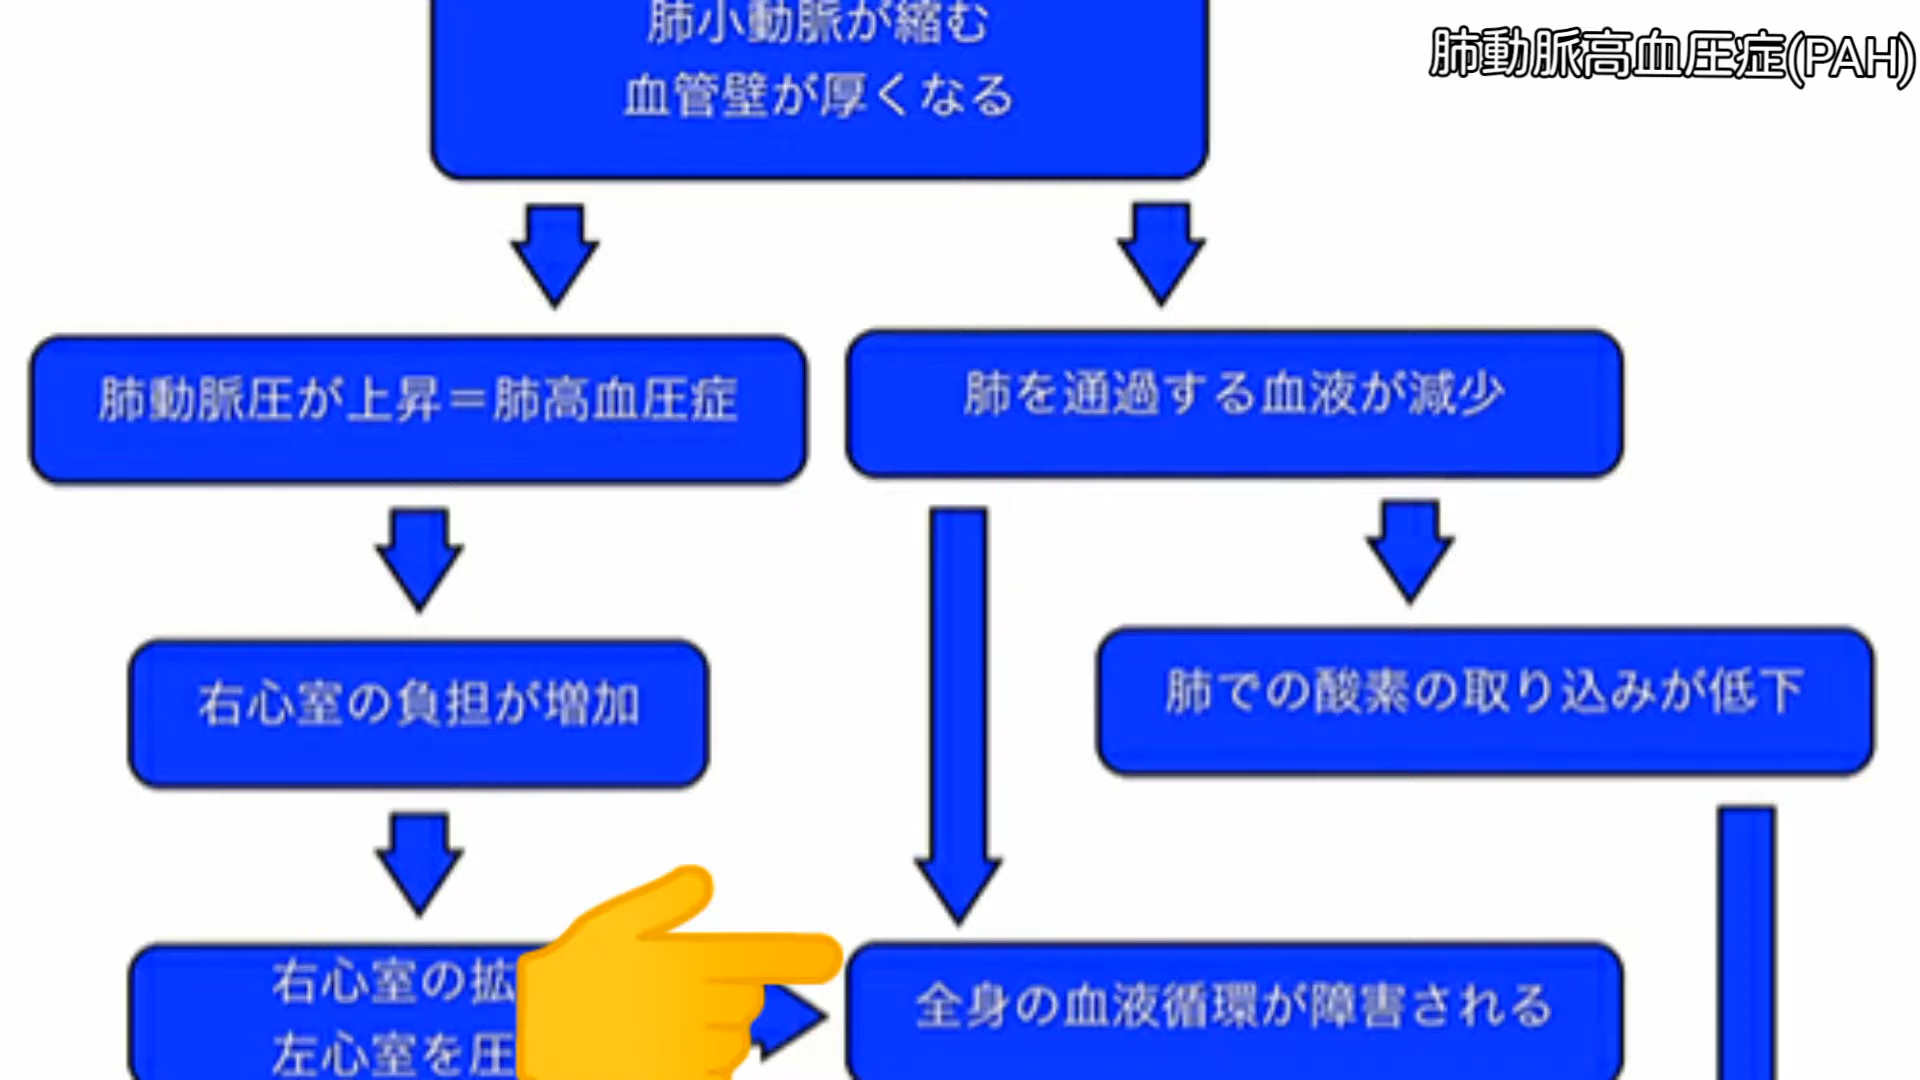 肺動脈高血圧症(PAH)
肺小動脈が縮む
血管壁が厚くなる
肺動脈圧が上昇＝肺高血圧症
肺を通過する血液が減少
右心室の負担が増加
肺での酸素の取り込みが低下
右心室の拡
左心室を圧
全身の血液循環が障害される